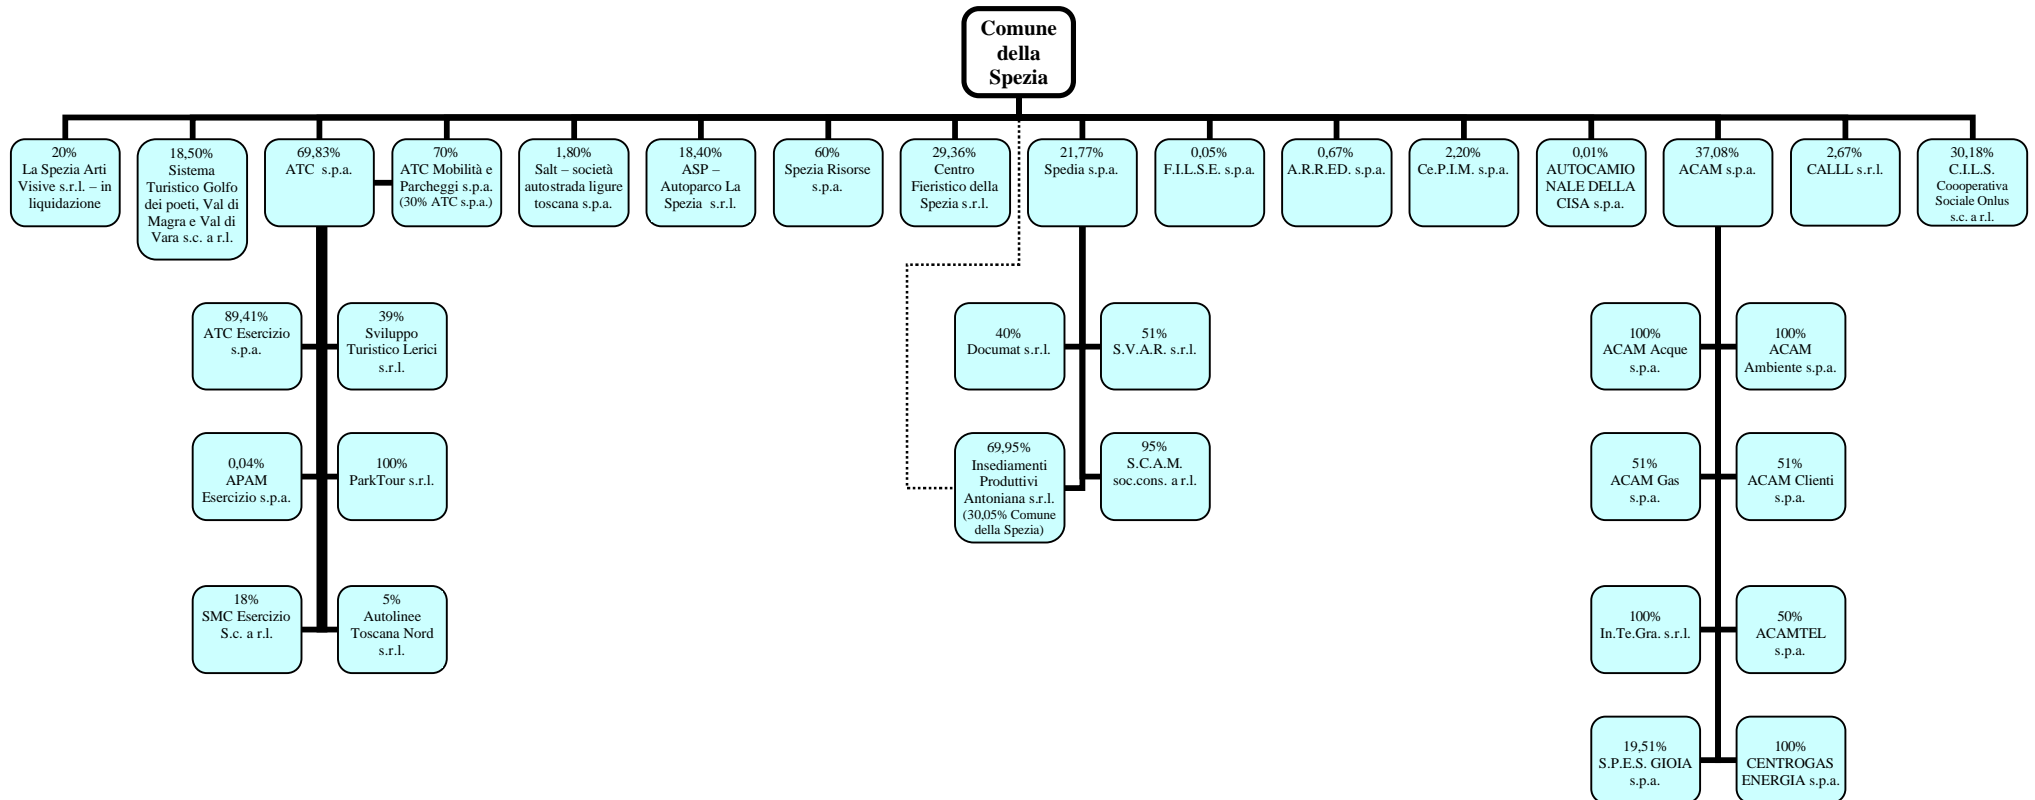 Comune
della
Spezia
20%
La Spezia Arti
Visive s.r.l. – in
liquidazione
18,50%
Sistema
Turistico Golfo
dei poeti, Val di
Magra e Val di
Vara s.c. a r.l.
69,83%
ATC s.p.a.
70%
ATC Mobilità e
Parcheggi s.p.a.
(30% ATC s.p.a.)
1,80%
Salt – società
autostrada ligure
toscana s.p.a.
18,40%
ASP –
Autoparco La
Spezia s.r.l.
60%
Spezia Risorse
s.p.a.
29,36%
Centro
Fieristico della
Spezia s.r.l.
21,77%
Spedia s.p.a.
0,05%
F.I.L.S.E. s.p.a.
0,67%
A.R.R.ED. s.p.a.
2,20%
Ce.P.I.M. s.p.a.
0,01%
AUTOCAMIO
NALE DELLA
CISA s.p.a.
37,08%
ACAM s.p.a.
2,67%
CALLL s.r.l.
30,18%
C.I.L.S.
Coooperativa
Sociale Onlus
s.c. a r.l.
89,41%
ATC Esercizio
s.p.a.
39%
Sviluppo
Turistico Lerici
s.r.l.
40%
Documat s.r.l.
51%
S.V.A.R. s.r.l.
100%
ACAM Acque
s.p.a.
100%
ACAM
Ambiente s.p.a.
0,04%
APAM
Esercizio s.p.a.
100%
ParkTour s.r.l.
69,95%
Insediamenti
Produttivi
Antoniana s.r.l.
(30,05% Comune
della Spezia)
95%
S.C.A.M.
soc.cons. a r.l.
51%
ACAM Gas
s.p.a.
51%
ACAM Clienti
s.p.a.
18%
SMC Esercizio
S.c. a r.l.
5%
Autolinee
Toscana Nord
s.r.l.
100%
In.Te.Gra. s.r.l.
50%
ACAMTEL
s.p.a.
19,51%
S.P.E.S. GIOIA
s.p.a.
100%
CENTROGAS
ENERGIA s.p.a.